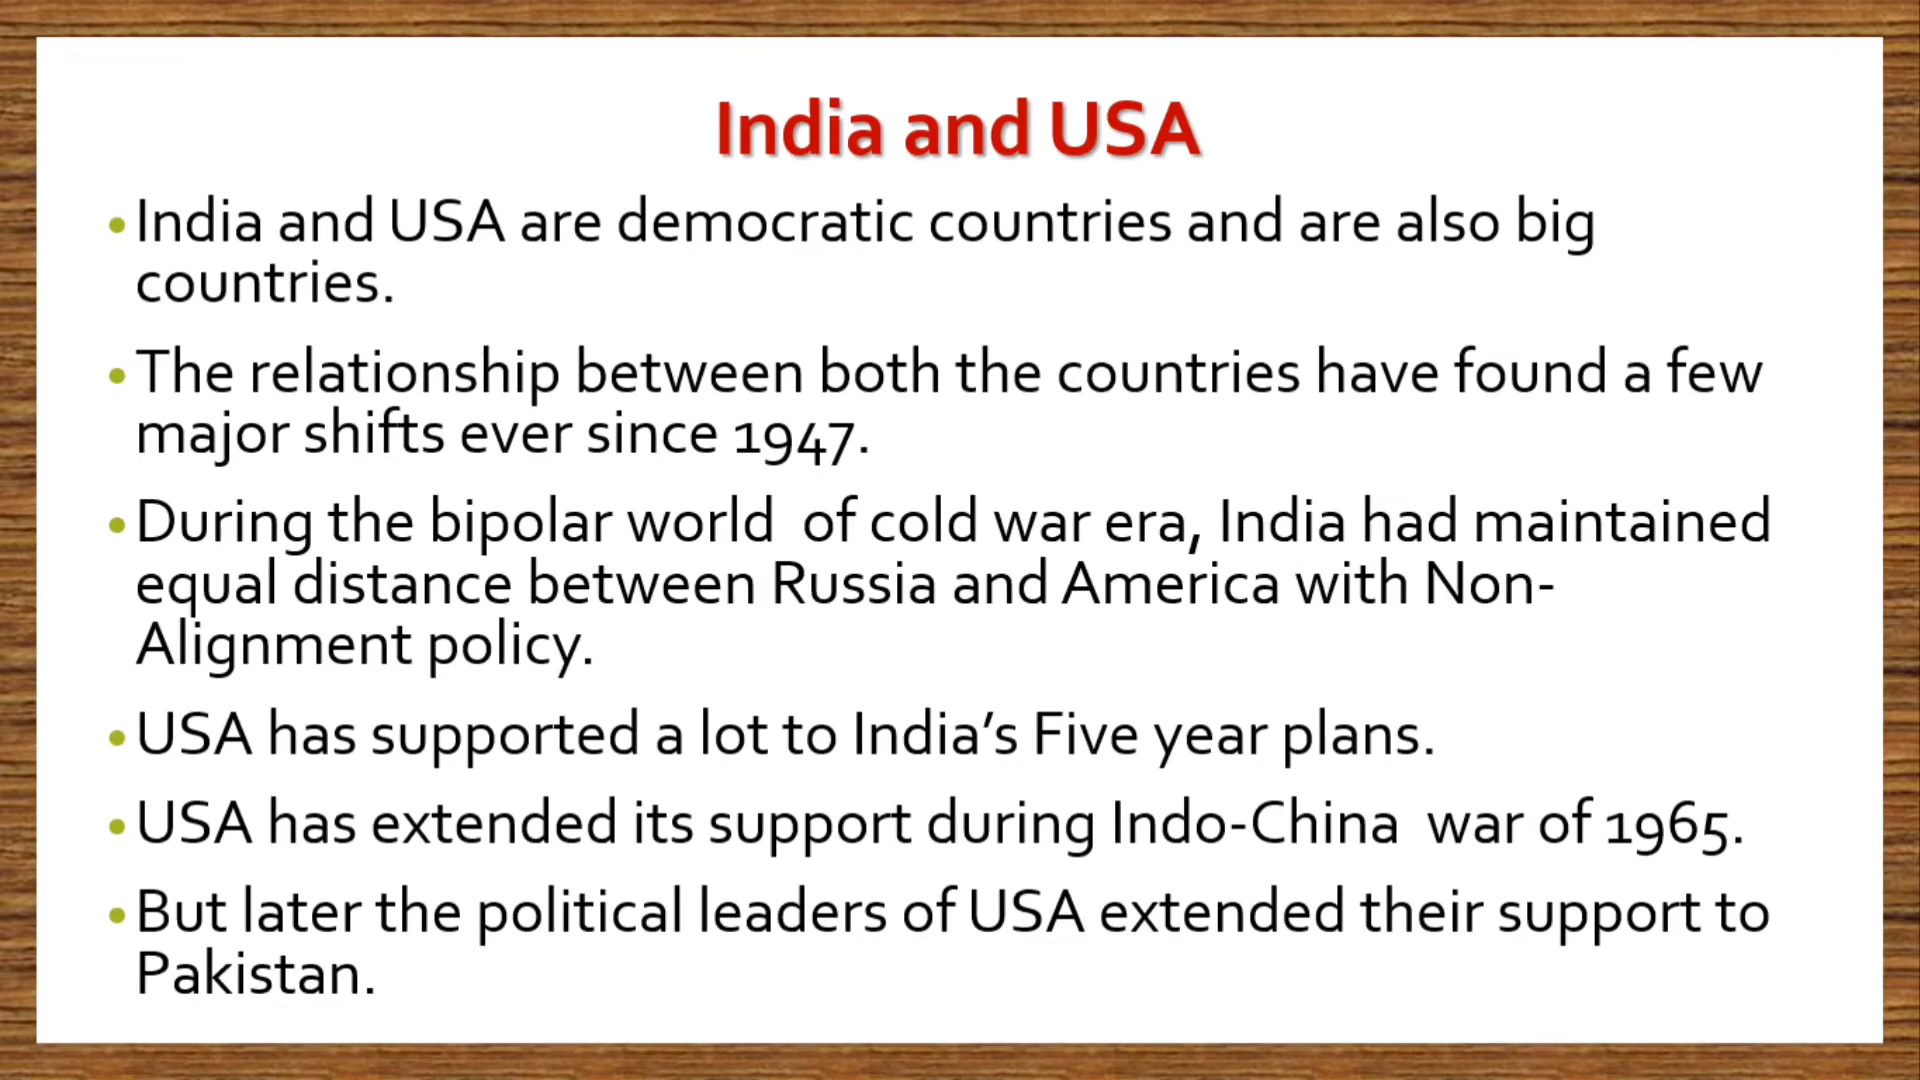 India and USA
• India and USA are democratic countries and are also big
countries.
• The relationship between both the countries have found a few
major shifts ever since 1947.
• During the bipolar world  of cold war era, India had maintained
equal distance between Russia and America with Non-
Alignment policy.
• USA has supported a lot to India’s Five year plans.
• USA has extended its support during Indo-China  war of 1965.
• But later the political leaders of USA extended their support to
Pakistan.